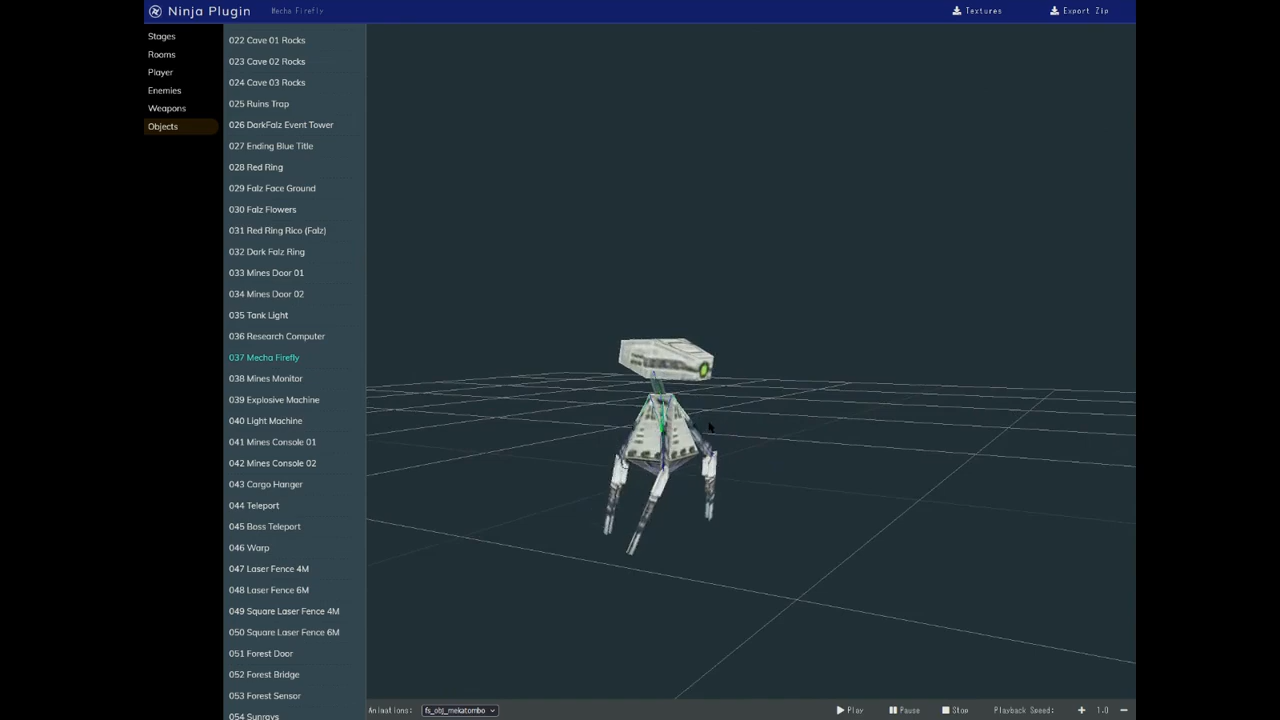 Ninja Plugin
Mecha Firefly
Textures
Export Zip
Stages
Rooms
Player
Enemies
Weapons
Objects
022 Cave 01 Rocks
023 Cave 02 Rocks
024 Cave 03 Rocks
025 Ruins Trap
026 DarkFalz Event Tower
027 Ending Blue Title
028 Red Ring
029 Falz Face Ground
030 Falz Flowers
031 Red Ring Rico (Falz)
032 Dark Falz Ring
033 Mines Door 01
034 Mines Door 02
035 Tank Light
036 Research Computer
037 Mecha Firefly
038 Mines Monitor
039 Explosive Machine
040 Light Machine
041 Mines Console 01
042 Mines Console 02
043 Cargo Hanger
044 Teleport
045 Boss Teleport
046 Warp
047 Laser Fence 4M
048 Laser Fence 6M
049 Square Laser Fence 4M
050 Square Laser Fence 6M
051 Forest Door
052 Forest Bridge
053 Forest Sensor
054 Sunrays
Animations:
fs_obj_mekatombo
Play
Pause
Stop
Playback Speed:
+ 1.0 −